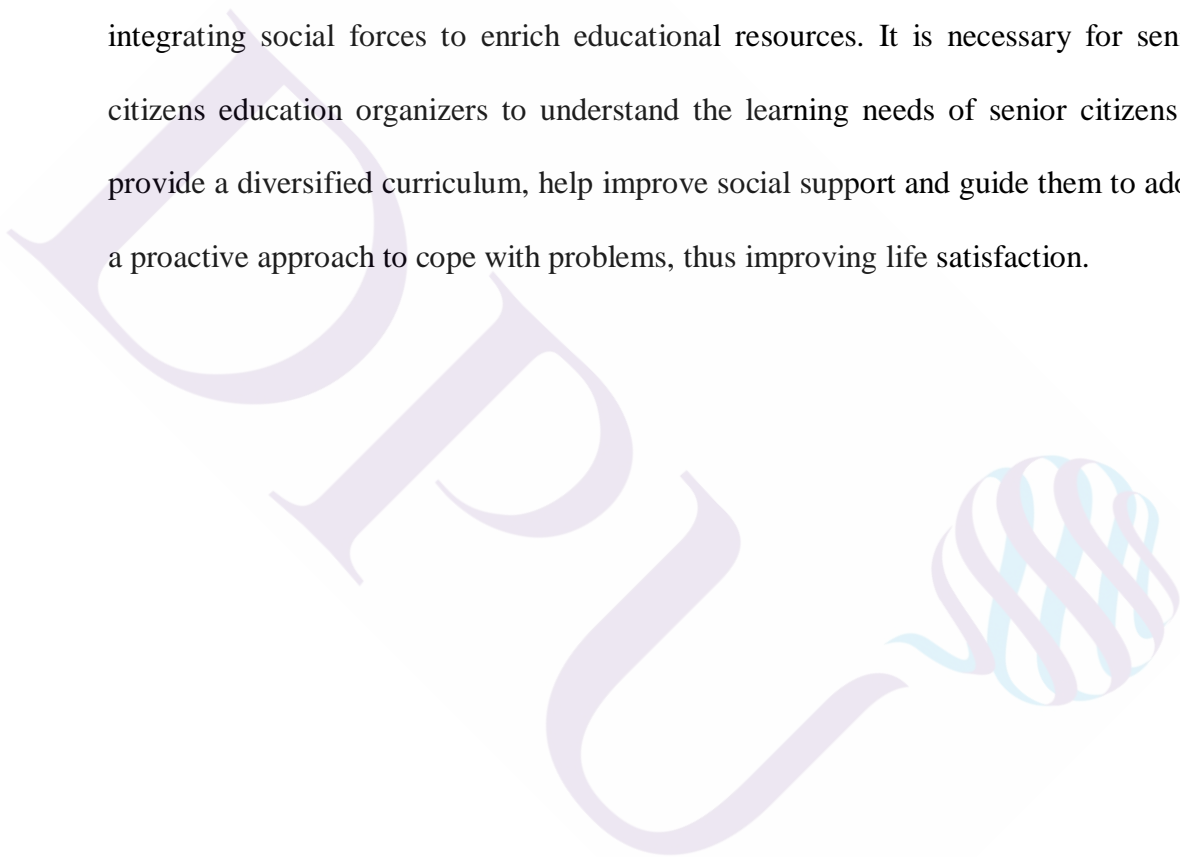 integrating social forces to enrich educational resources. It is necessary for sen
citizens education organizers to understand the learning needs of senior citizens
provide a diversified curriculum, help improve social support and guide them to ado
a proactive approach to cope with problems, thus improving life satisfaction.
DPU